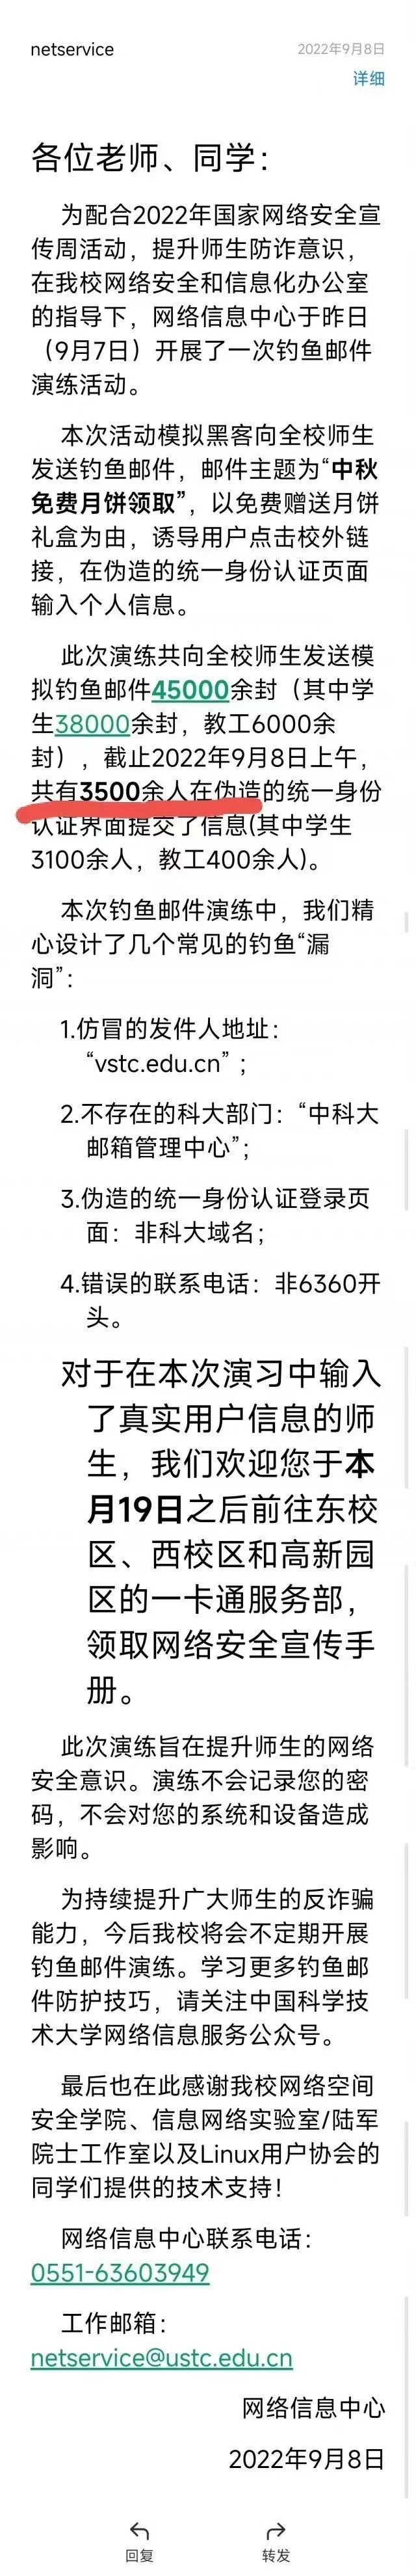 netservice
2022年9月8日
详细
各位老师、同学：
为配合2022年国家网络安全宣
传周活动，提升师生防诈意识，
在我校网络安全和信息化办公室
的指导下，网络信息中心于昨日
（9月7日）开展了一次钓鱼邮件
演练活动。
本次活动模拟黑客向全校师生
发送钓鱼邮件，邮件主题为“中秋
免费月饼领取”，以免费赠送月饼
礼盒为由，诱导用户点击校外链
接，在伪造的统一身份认证页面
输入个人信息。
此次演练共向全校师生发送模
拟钓鱼邮件45000余封（其中学
生38000余封，教工6000余
封），截止2022年9月8日上午，
共有3500余人在伪造的统一身份
认证界面提交了信息(其中学生
3100余人，教工400余人)。
本次钓鱼邮件演练中，我们精
心设计了几个常见的钓鱼“漏
洞”：
1.仿冒的发件人地址：
“vstc.edu.cn”；
2.不存在的科大部门：“中科大
邮箱管理中心”；
3.伪造的统一身份认证登录页
面：非科大域名；
4.错误的联系电话：非6360开
头。
对于在本次演习中输入
了真实用户信息的师
生，我们欢迎您于本
月19日之后前往东校
区、西校区和高新园
区的一卡通服务部，
领取网络安全宣传手
册。
此次演练旨在提升师生的网络
安全意识。演练不会记录您的密
码，不会对您的系统和设备造成
影响。
为持续提升广大师生的反诈骗
能力，今后我校将会不定期开展
钓鱼邮件演练。学习更多钓鱼邮
件防护技巧，请关注中国科学技
术大学网络信息服务公众号。
最后也在此感谢我校网络空间
安全学院、信息网络实验室/陆军
院士工作室以及Linux用户协会的
同学们提供的技术支持！
网络信息中心联系电话：
0551-63603949
工作邮箱：
netservice@ustc.edu.cn
网络信息中心
2022年9月8日
回复
转发